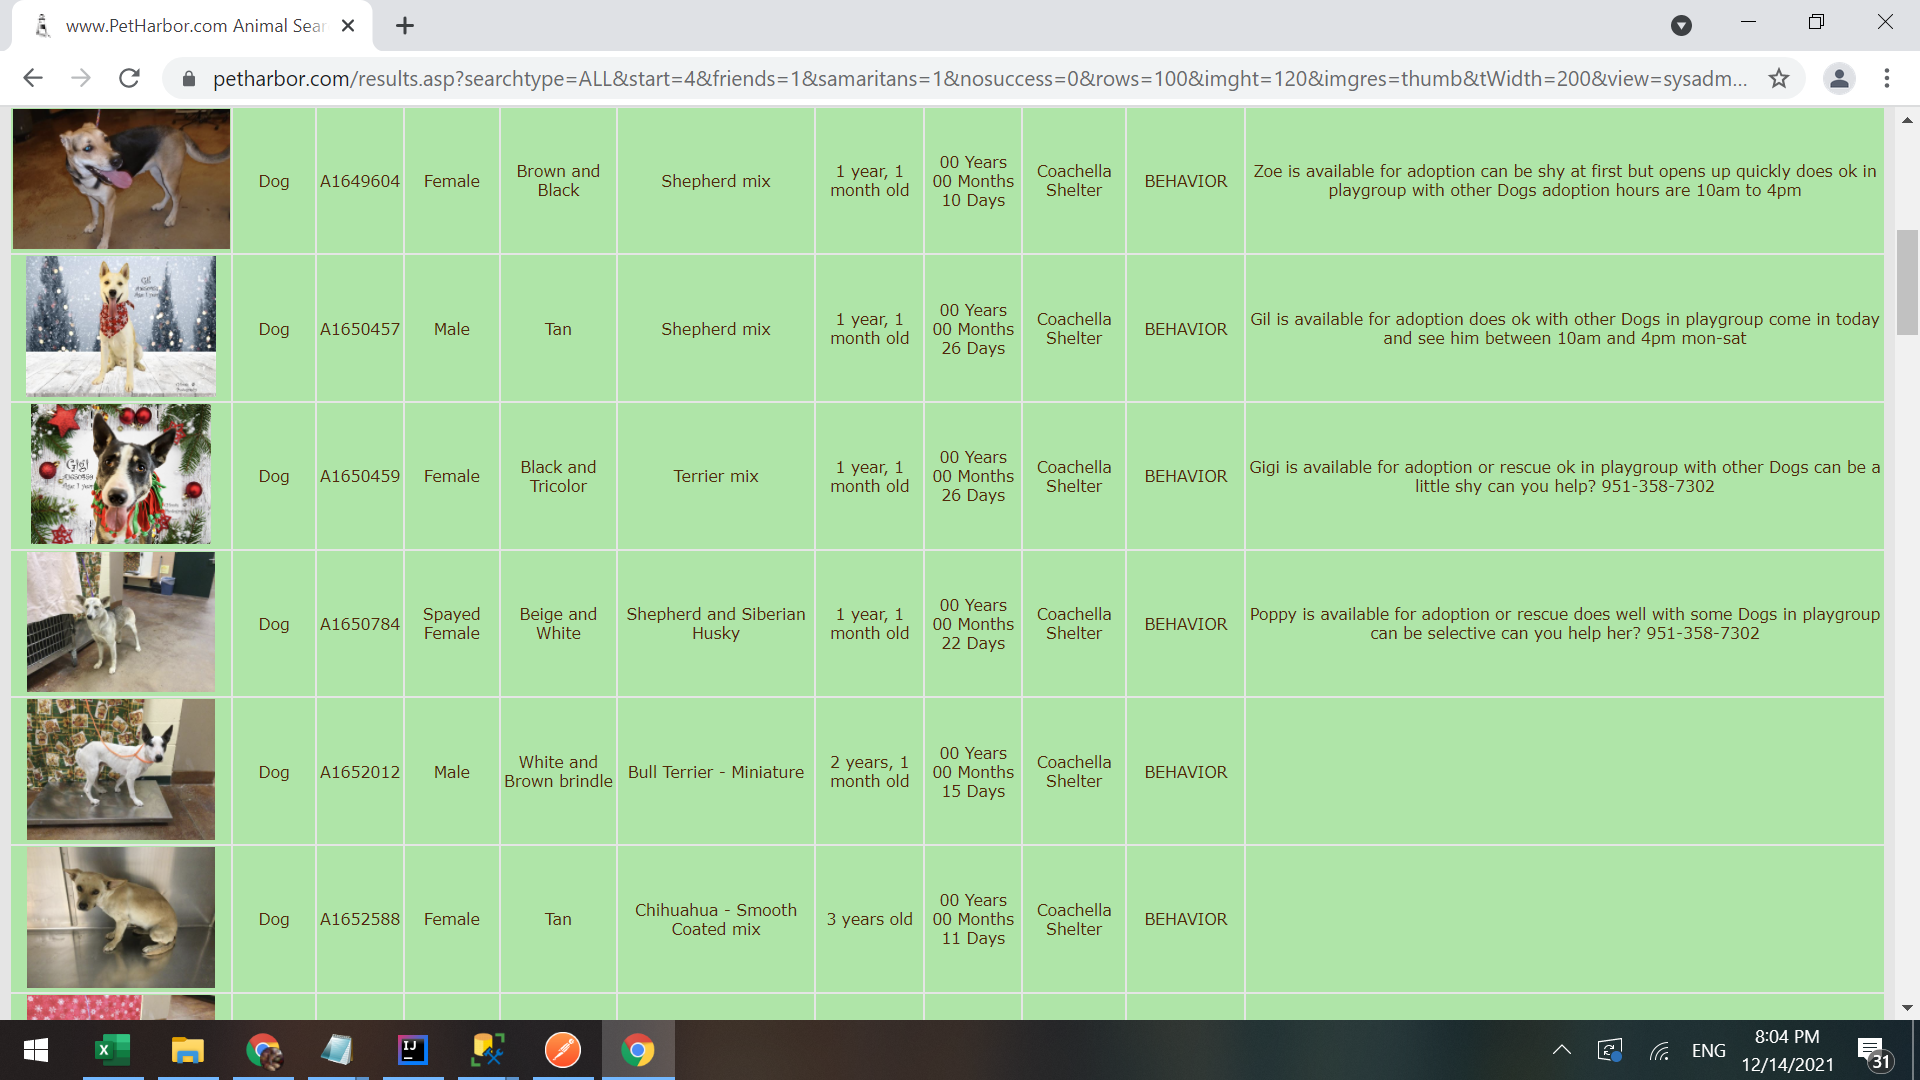 www.PetHarbor.com Animal Sear
petharbor.com/results.asp?searchtype=ALL&start=4&friends=1&samaritans=1&nosuccess=0&rows=100&imght=120&imgres=thumb&tWidth=200&view=sysadm...
Dog
A1649604
Female
Brown and
Black
Shepherd mix
1 year, 1
month old
00 Years
00 Months
10 Days
Coachella
Shelter
BEHAVIOR
Zoe is available for adoption can be shy at first but opens up quickly does ok in
playgroup with other Dogs adoption hours are 10am to 4pm
Gil
Dog
A1650457
Male
Tan
Shepherd mix
1 year, 1
month old
00 Years
00 Months
26 Days
Coachella
Shelter
BEHAVIOR
Gil is available for adoption does ok with other Dogs in playgroup come in today
and see him between 10am and 4pm mon-sat
Gigi
Dog
A1650459
Female
Black and
Tricolor
Terrier mix
1 year, 1
month old
00 Years
00 Months
26 Days
Coachella
Shelter
BEHAVIOR
Gigi is available for adoption or rescue ok in playgroup with other Dogs can be a
little shy can you help? 951-358-7302
Dog
A1650784
Spayed
Female
Beige and
White
Shepherd and Siberian
Husky
1 year, 1
month old
00 Years
00 Months
22 Days
Coachella
Shelter
BEHAVIOR
Poppy is available for adoption or rescue does well with some Dogs in playgroup
can be selective can you help her? 951-358-7302
Dog
A1652012
Male
White and
Brown brindle
Bull Terrier - Miniature
2 years, 1
month old
00 Years
00 Months
15 Days
Coachella
Shelter
BEHAVIOR
Dog
A1652588
Female
Tan
Chihuahua - Smooth
Coated mix
3 years old
00 Years
00 Months
11 Days
Coachella
Shelter
BEHAVIOR
X
IJ
ENG
8:04 PM
12/14/2021
31